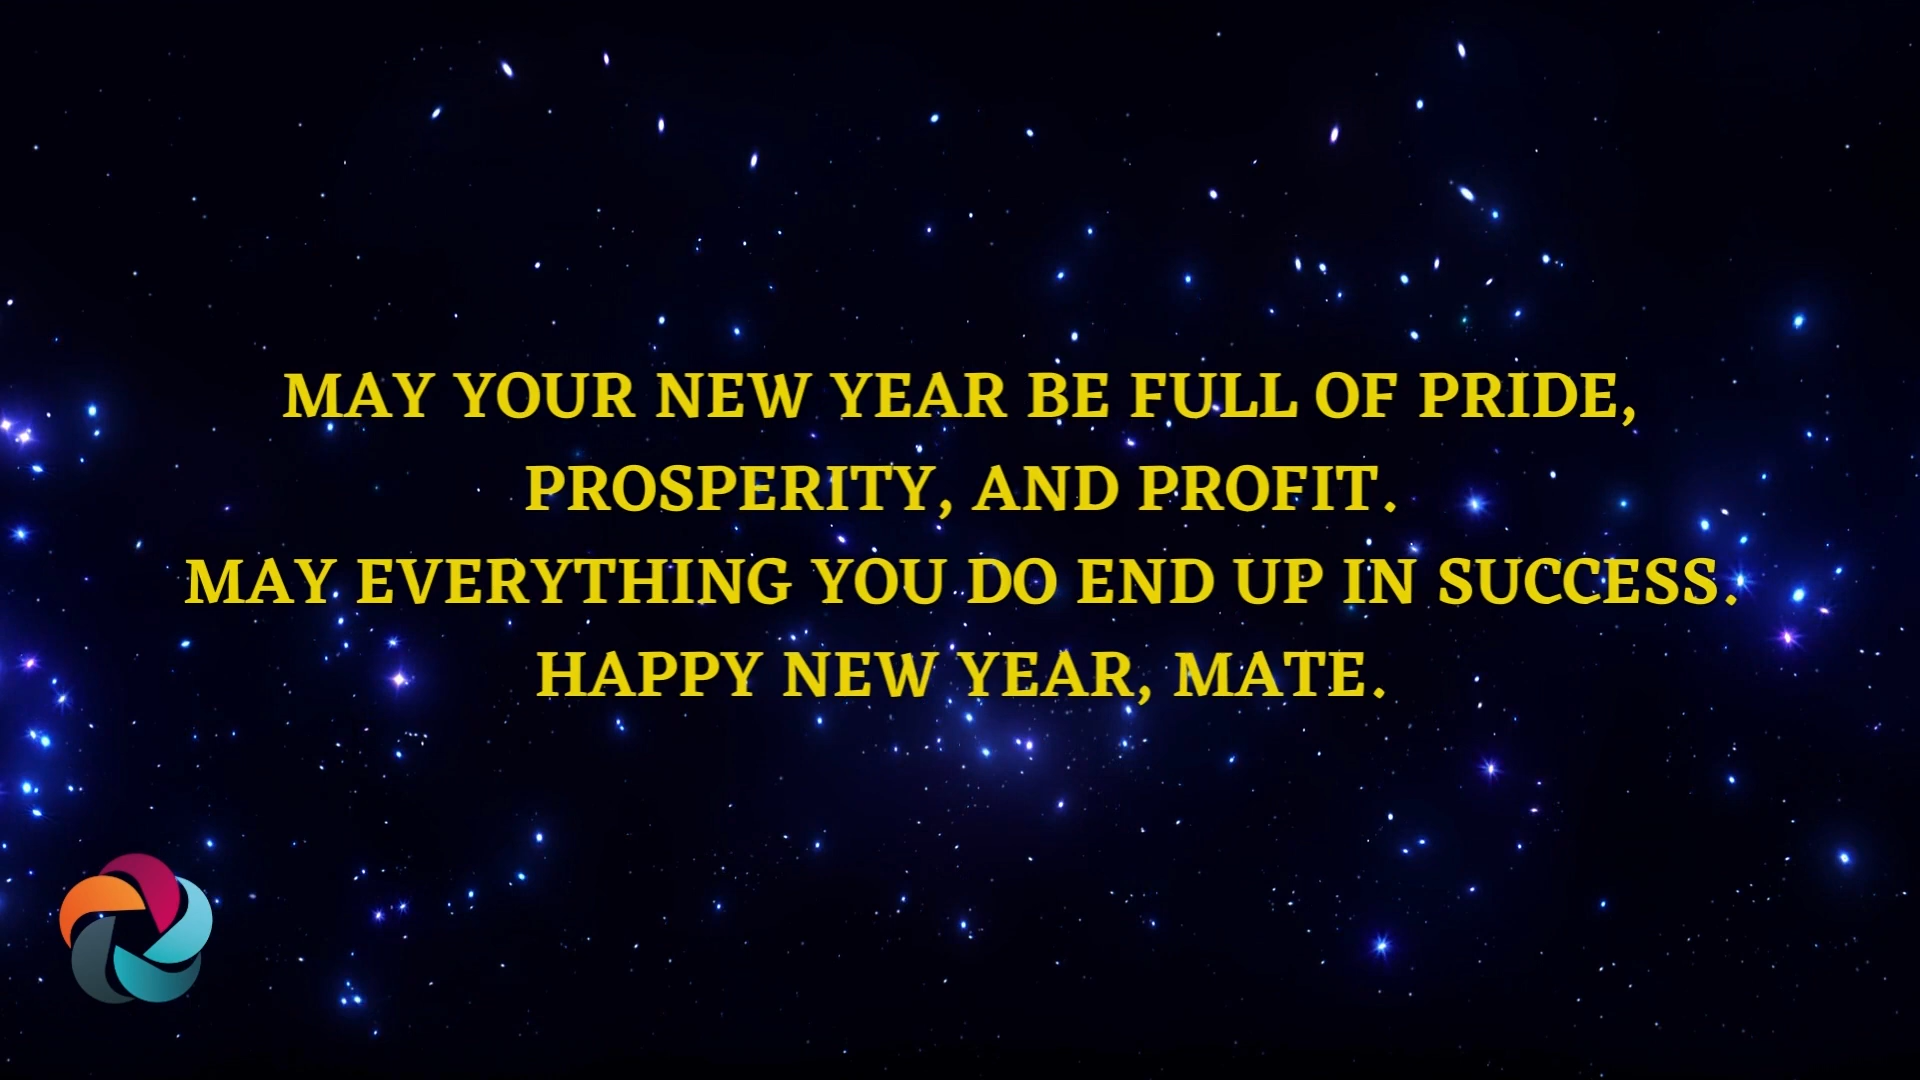 MAY YOUR NEW YEAR BE FULL OF PRIDE,
PROSPERITY, AND PROFIT.
MAY EVERYTHING YOU DO END UP IN SUCCESS.
HAPPY NEW YEAR, MATE.